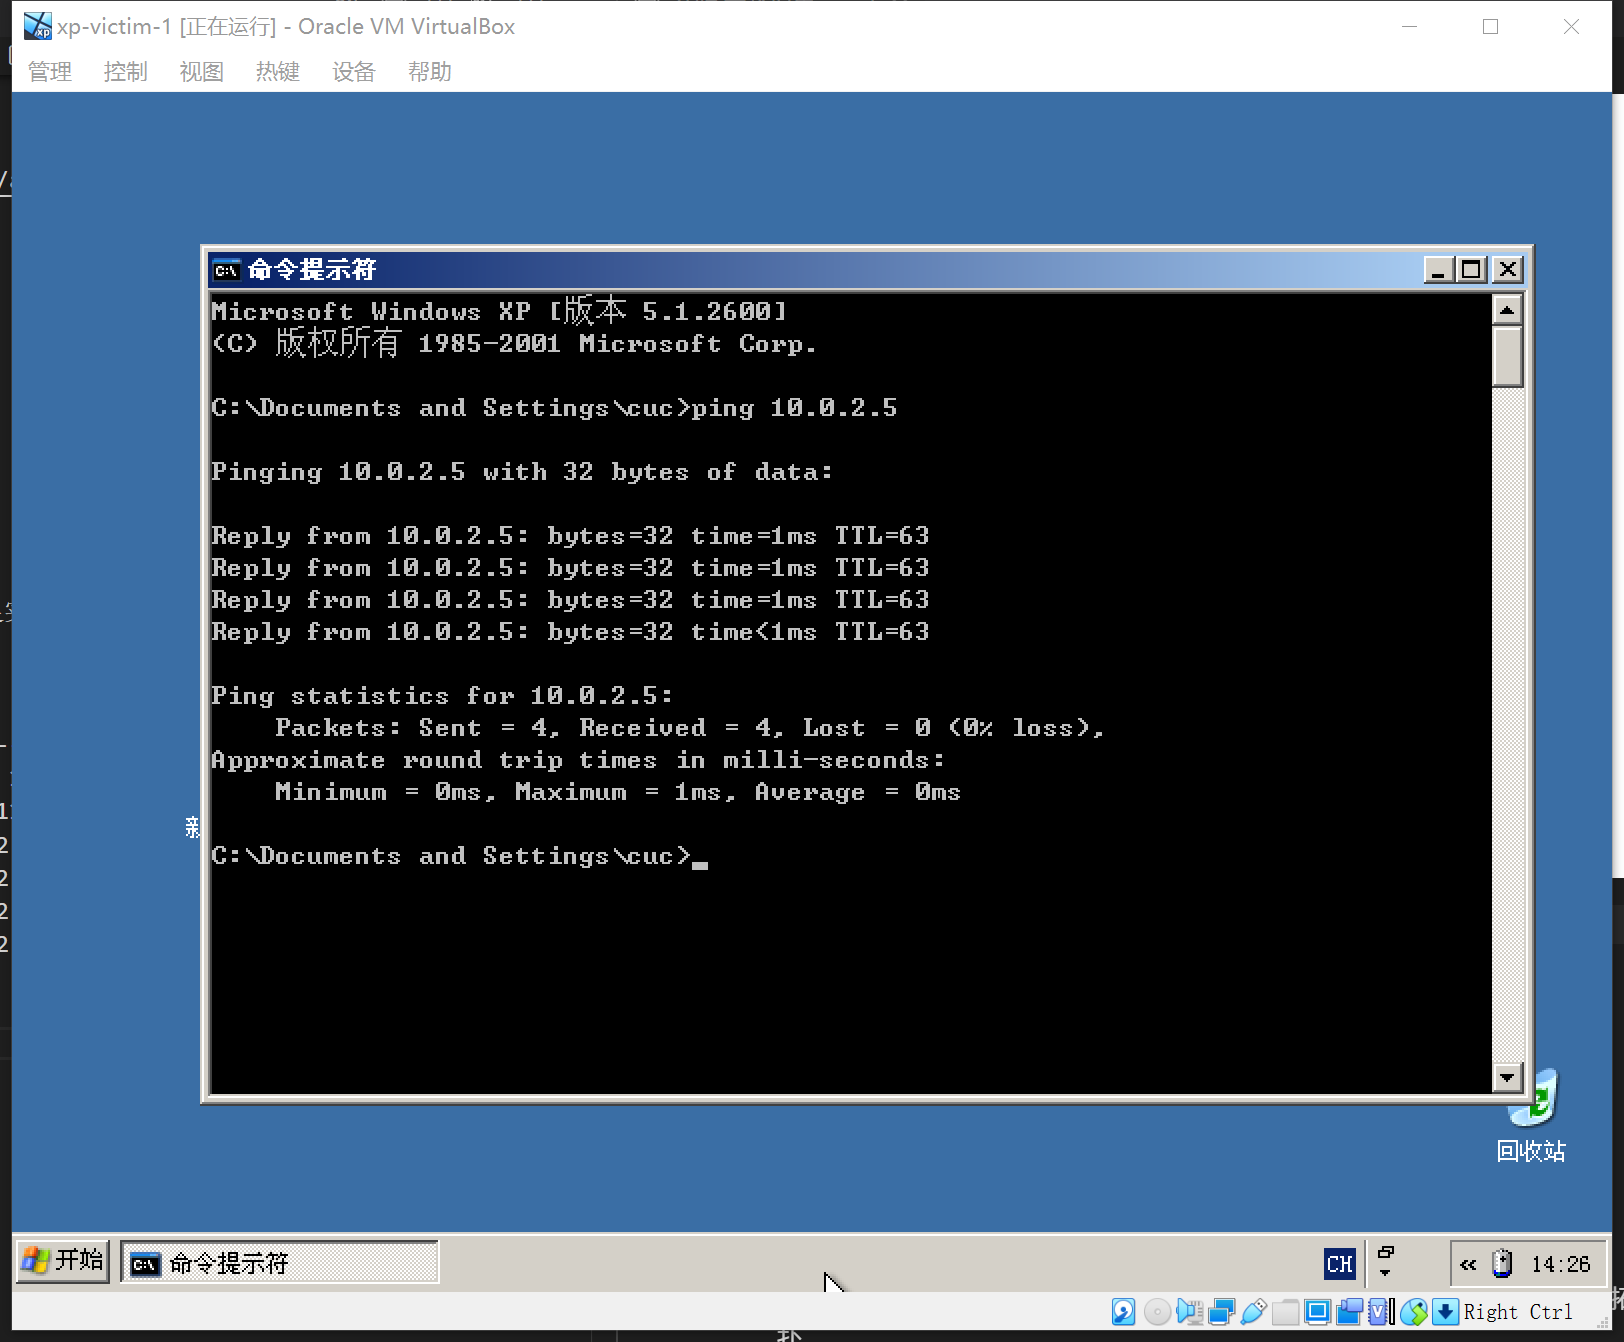 xp-victim-1 [正在运行] - Oracle VM VirtualBox
管理 控制 视图 热键 设备 帮助
命令提示符
Microsoft Windows XP [版本 5.1.2600]
(C) 版权所有 1985-2001 Microsoft Corp.
C:\Documents and Settings\cuc>ping 10.0.2.5
Pinging 10.0.2.5 with 32 bytes of data:
Reply from 10.0.2.5: bytes=32 time=1ms TTL=63
Reply from 10.0.2.5: bytes=32 time=1ms TTL=63
Reply from 10.0.2.5: bytes=32 time=1ms TTL=63
Reply from 10.0.2.5: bytes=32 time<1ms TTL=63
Ping statistics for 10.0.2.5:
Packets: Sent = 4, Received = 4, Lost = 0 (0% loss),
Approximate round trip times in milli-seconds:
Minimum = 0ms, Maximum = 1ms, Average = 0ms
C:\Documents and Settings\cuc>
回收站
开始 命令提示符 CH « 14:26
Right Ctrl